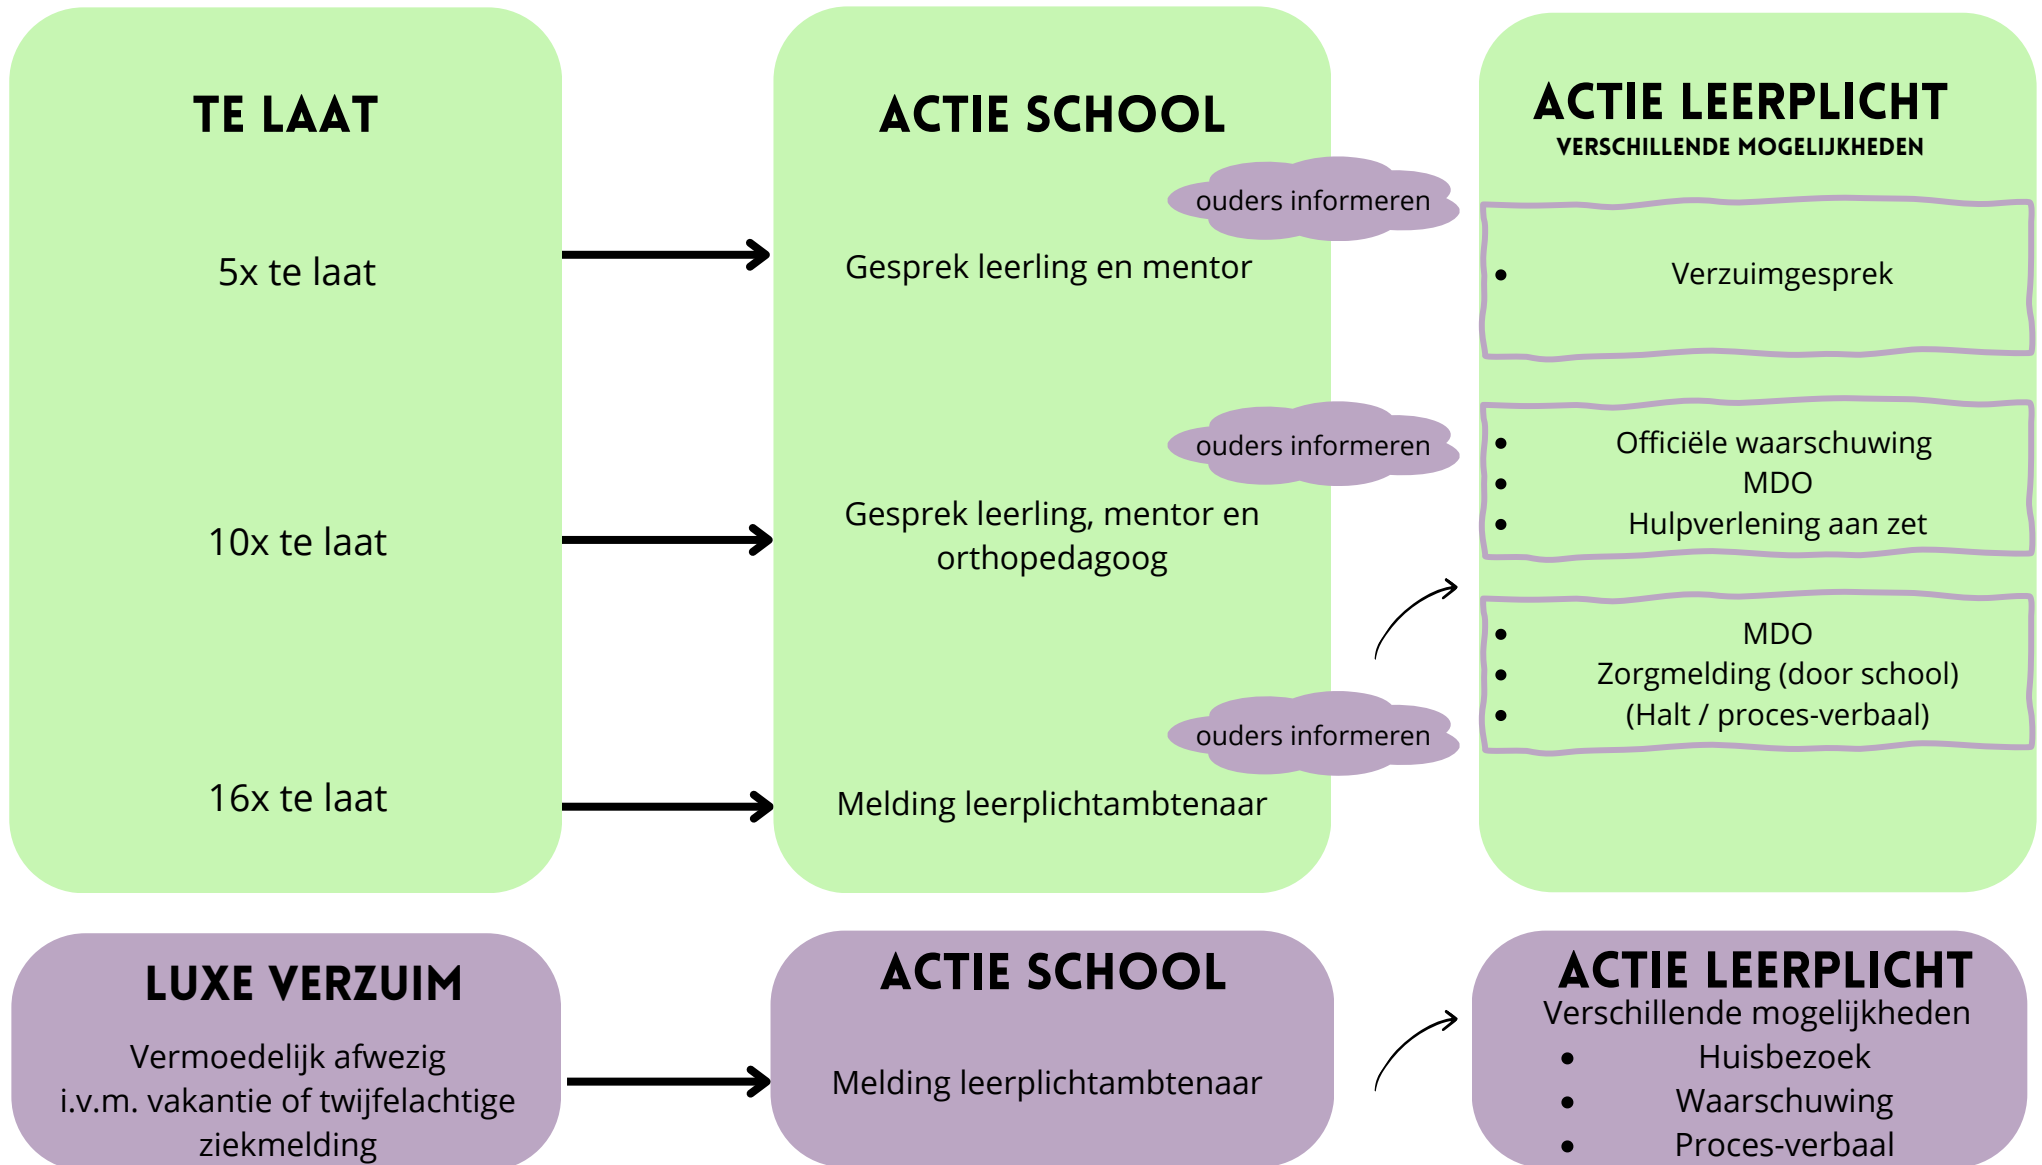 TE LAAT
5x te laat
10x te laat
16x te laat
ACTIE SCHOOL
ouders informeren
Gesprek leerling en mentor
ouders informeren
Gesprek leerling, mentor en
orthopedagoog
ouders informeren
Melding leerplichtambtenaar
ACTIE LEERPLICHT
VERSCHILLENDE MOGELIJKHEDEN
• Verzuimgesprek
• Officiële waarschuwing
• MDO
• Hulpverlening aan zet
• MDO
• Zorgmelding (door school)
• (Halt / proces-verbaal)
LUXE VERZUIM
Vermoedelijk afwezig
i.v.m. vakantie of twijfelachtige
ziekmelding
ACTIE SCHOOL
Melding leerplichtambtenaar
ACTIE LEERPLICHT
Verschillende mogelijkheden
• Huisbezoek
• Waarschuwing
• Proces-verbaal